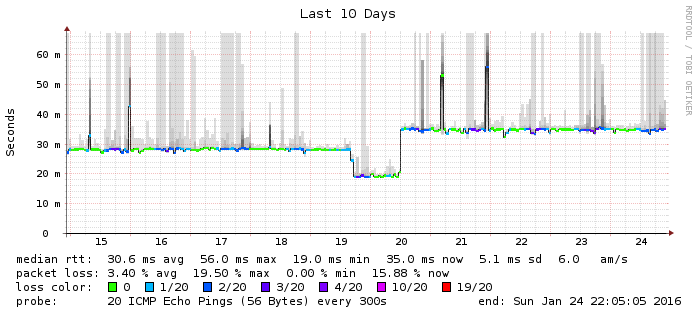 Last 10 Days
RRDTOOL / TOBI OETIKER
Seconds
60 m
50 m
40 m
30 m
20 m
10 m
0
15 16 17 18 19 20 21 22 23 24
median rtt: 30.6 ms avg 56.0 ms max 19.0 ms min 35.0 ms now 5.1 ms sd 6.0 am/s
packet loss: 3.40 % avg 19.50 % max 0.00 % min 15.88 % now
loss color: 0 1/20 2/20 3/20 4/20 10/20 19/20
probe: 20 ICMP Echo Pings (56 Bytes) every 300s end: Sun Jan 24 22:05:05 2016